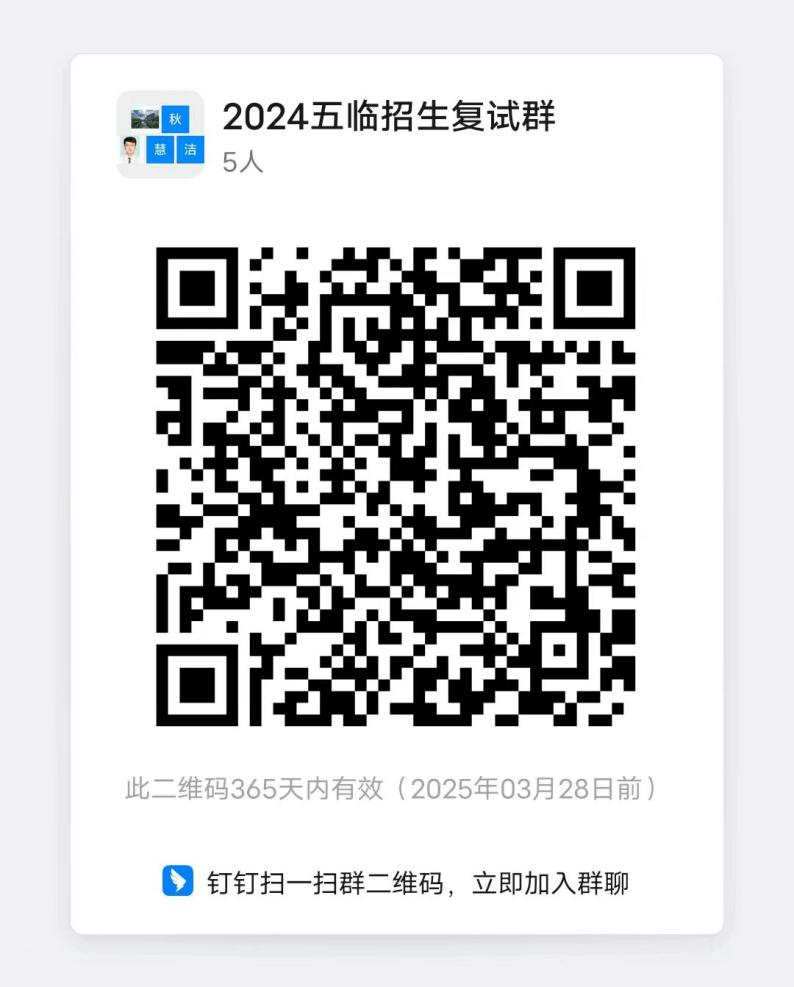 秋
慧 洁
2024五临招生复试群
5人
此二维码365天内有效（2025年03月28日前）
钉钉扫一扫群二维码，立即加入群聊